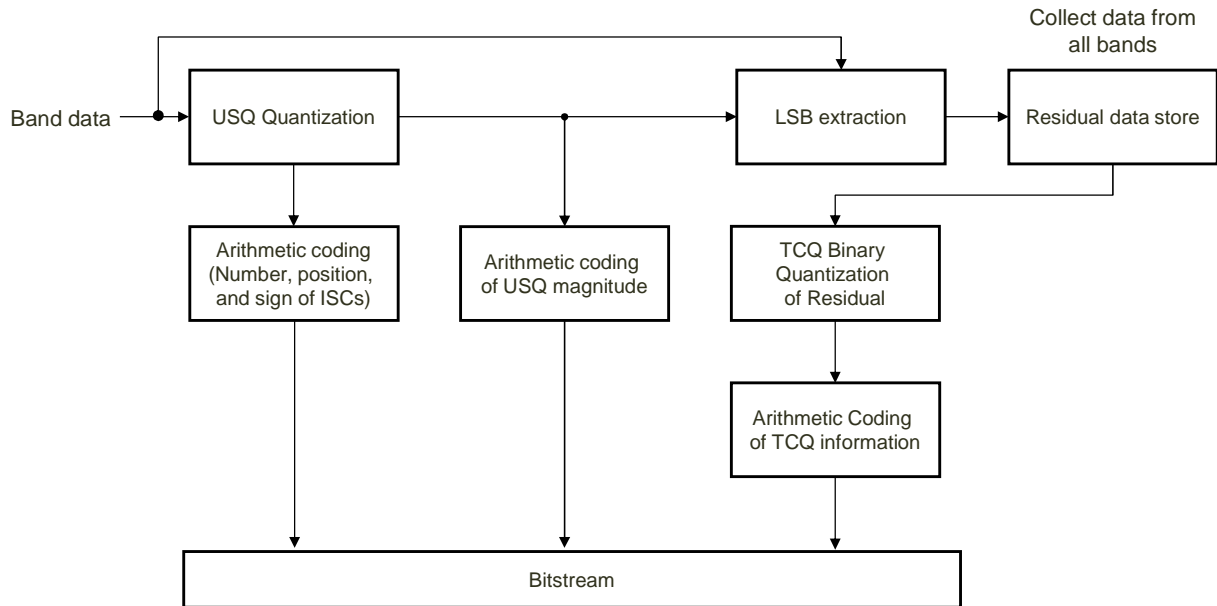 Collect data from
all bands
Band data
USQ Quantization
LSB extraction
Residual data store
Arithmetic coding
(Number, position,
and sign of ISCs)
Arithmetic coding
of USQ magnitude
TCQ Binary
Quantization
of Residual
Arithmetic Coding
of TCQ information
Bitstream